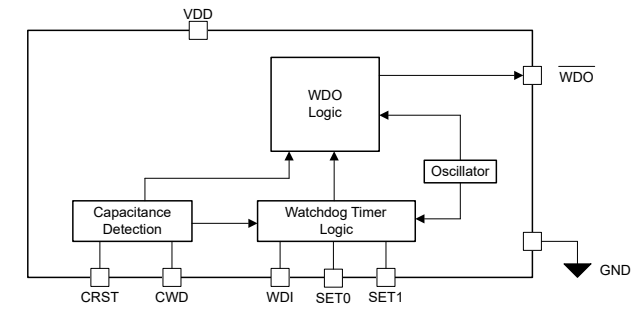 VDD
WDO
WDO
Logic
Oscillator
Capacitance
Detection
Watchdog Timer
Logic
GND
CRST
CWD
WDI
SET0
SET1